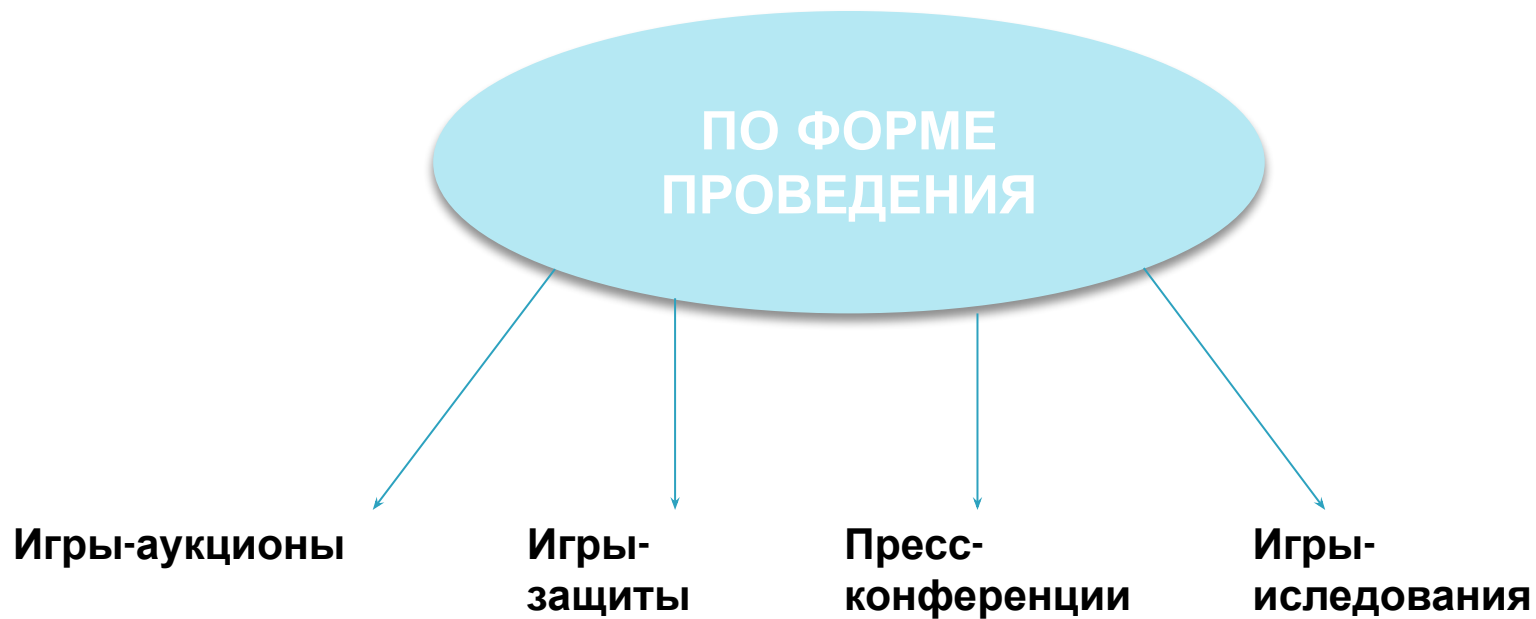 ПО ФОРМЕ
ПРОВЕДЕНИЯ
Игры-аукционы
Игры-
защиты
Пресс-
конференции
Игры-
иследования